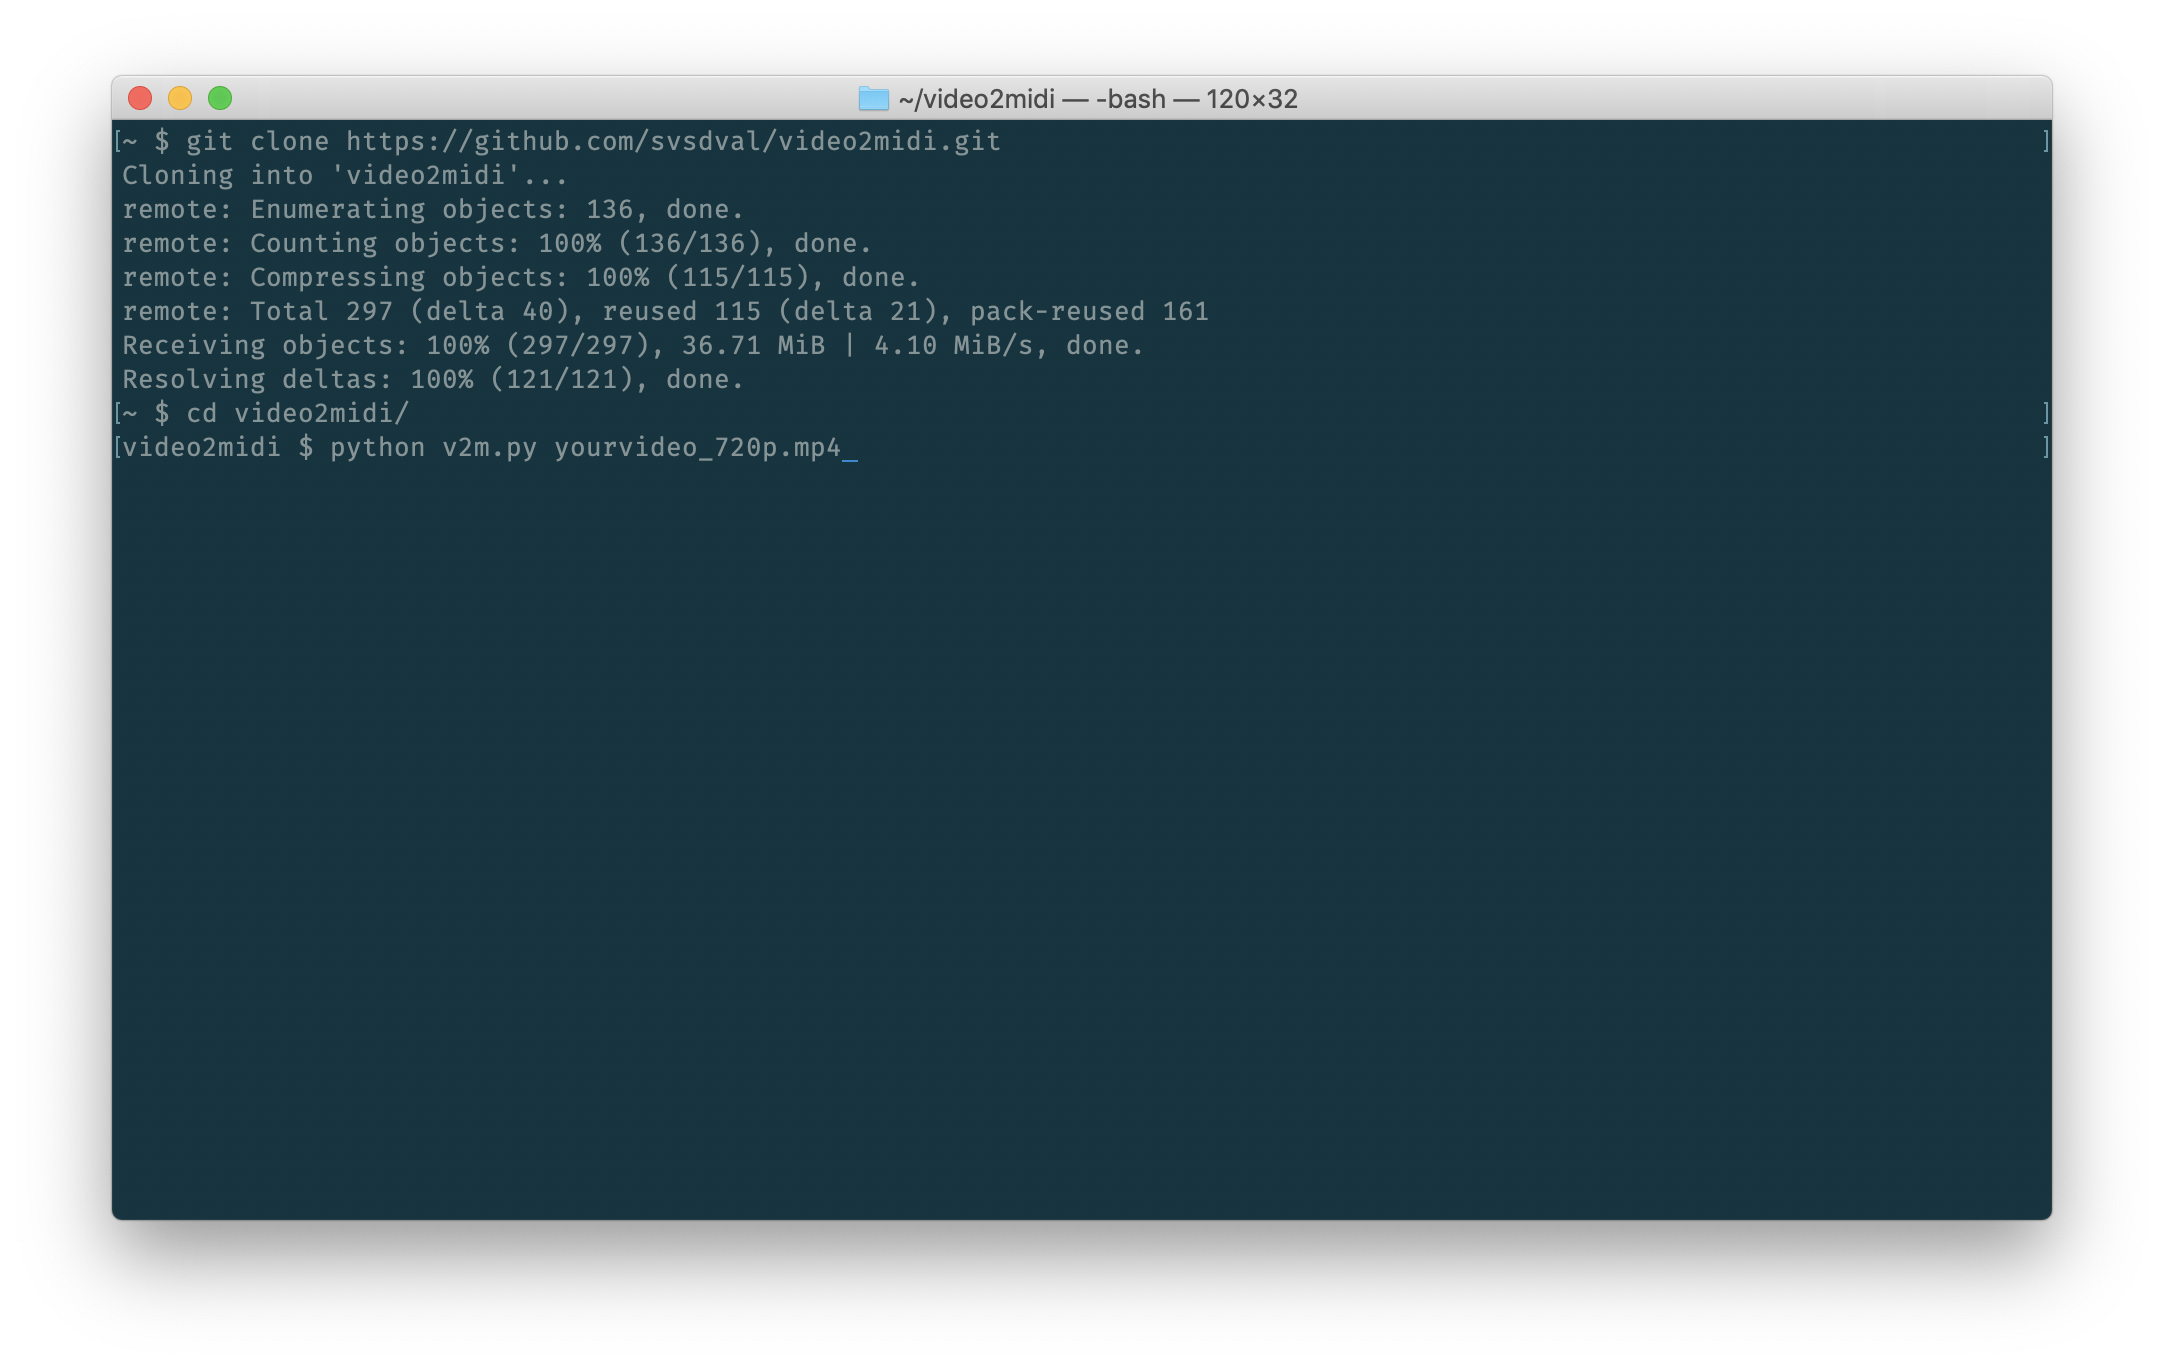 ~/video2midi — -bash — 120×32
[~ $ git clone https://github.com/svsdval/video2midi.git ]
Cloning into 'video2midi'...
remote: Enumerating objects: 136, done.
remote: Counting objects: 100% (136/136), done.
remote: Compressing objects: 100% (115/115), done.
remote: Total 297 (delta 40), reused 115 (delta 21), pack-reused 161
Receiving objects: 100% (297/297), 36.71 MiB | 4.10 MiB/s, done.
Resolving deltas: 100% (121/121), done.
[~ $ cd video2midi/ ]
[video2midi $ python v2m.py yourvideo_720p.mp4_ ]